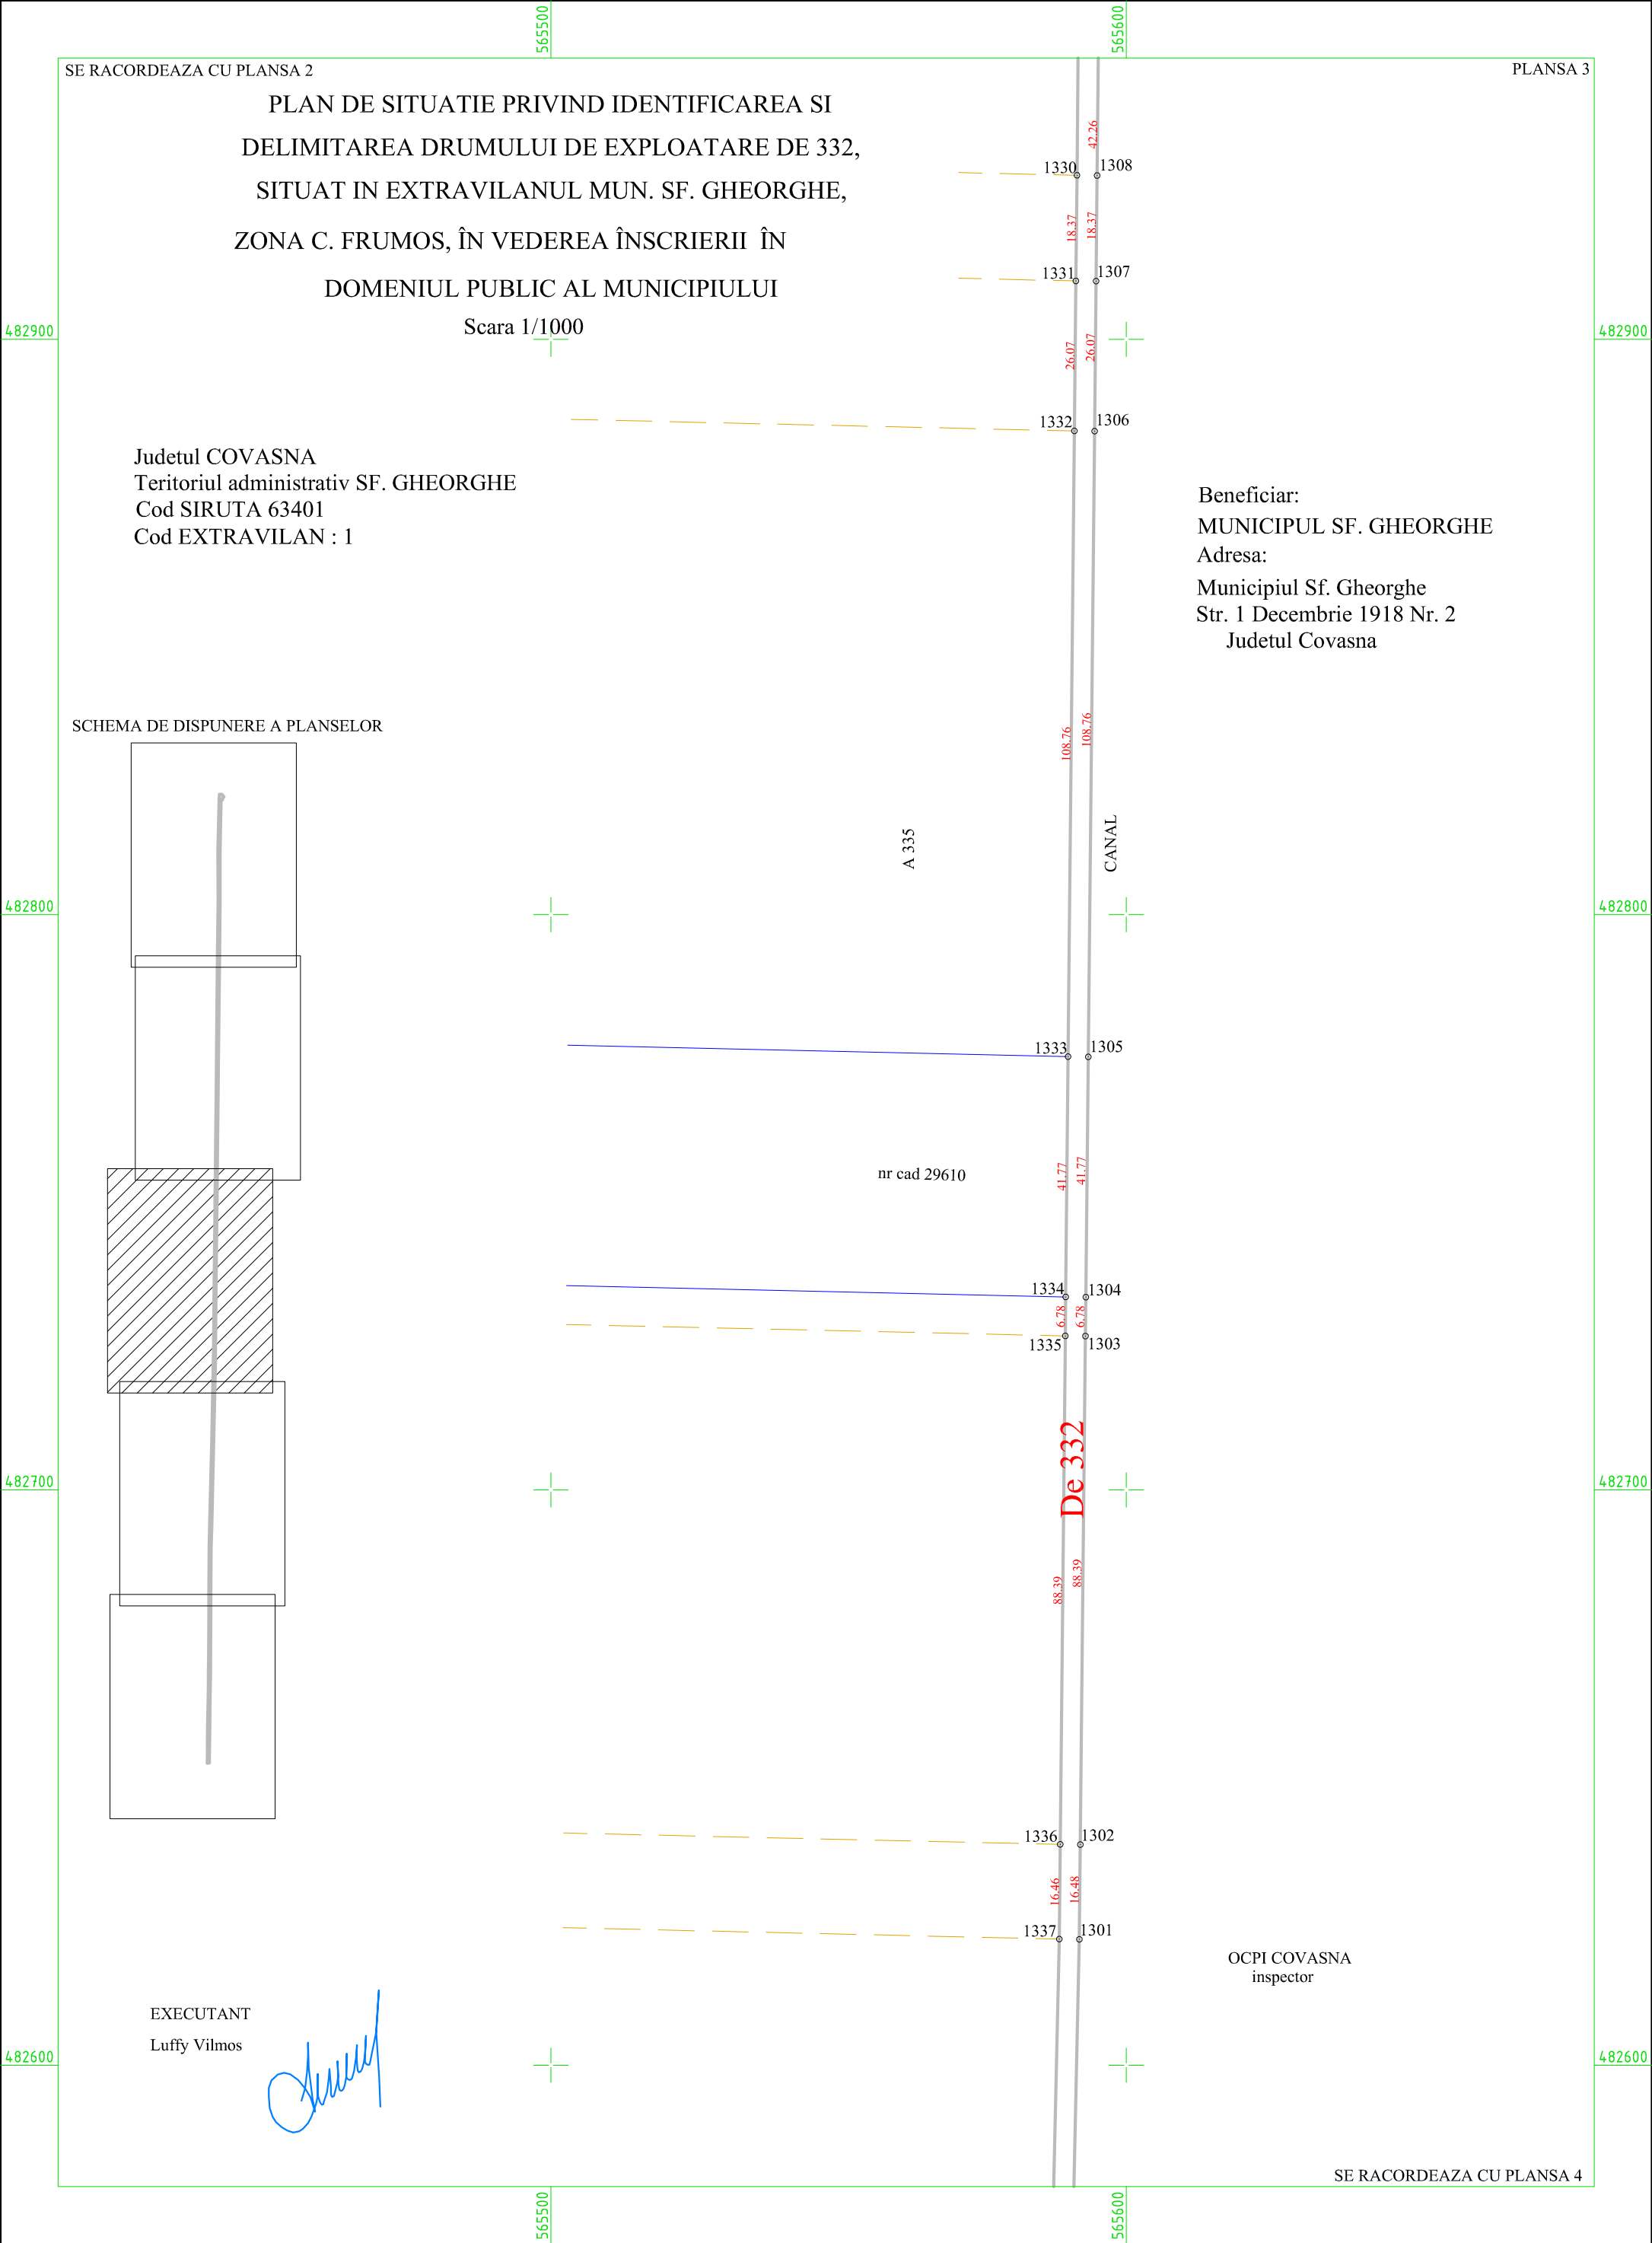 565500
565600
SE RACORDEAZA CU PLANSA 2
PLANSA 3
PLAN DE SITUATIE PRIVIND IDENTIFICAREA SI
DELIMITAREA DRUMULUI DE EXPLOATARE DE 332,
SITUAT IN EXTRAVILANUL MUN. SF. GHEORGHE,
ZONA C. FRUMOS, ÎN VEDEREA ÎNSCRIERII ÎN
DOMENIUL PUBLIC AL MUNICIPIULUI
Scara 1/1000
42.26
1330
1308
18.37
18.37
1331
1307
482900
482900
26.07
26.07
1332
1306
Judetul COVASNA
Teritoriul administrativ SF. GHEORGHE
Cod SIRUTA 63401
Cod EXTRAVILAN : 1
Beneficiar:
MUNICIPUL SF. GHEORGHE
Adresa:
Municipiul Sf. Gheorghe
Str. 1 Decembrie 1918 Nr. 2
Judetul Covasna
SCHEMA DE DISPUNERE A PLANSELOR
108.76
108.76
A 335
CANAL
482800
482800
1333
1305
nr cad 29610
41.77
41.77
1334
1304
6.78
6.78
1335
1303
De 332
482700
482700
88.39
88.39
1336
1302
16.46
16.48
1337
1301
OCPI COVASNA
inspector
EXECUTANT
Luffy Vilmos
482600
482600
SE RACORDEAZA CU PLANSA 4
565500
565600